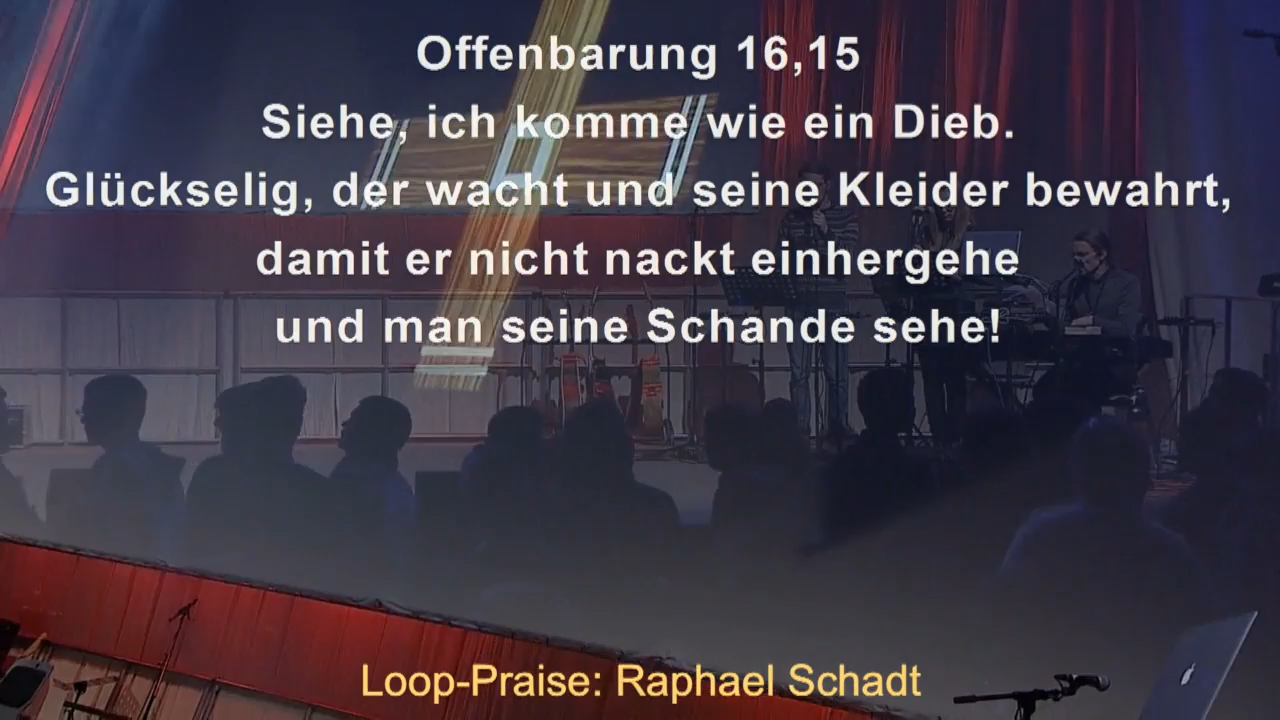 Offenbarung 16,15
Siehe, ich komme wie ein Dieb.
Glückselig, der wacht und seine Kleider bewahrt,
damit er nicht nackt einhergehe
und man seine Schande sehe!
Loop-Praise: Raphael Schadt